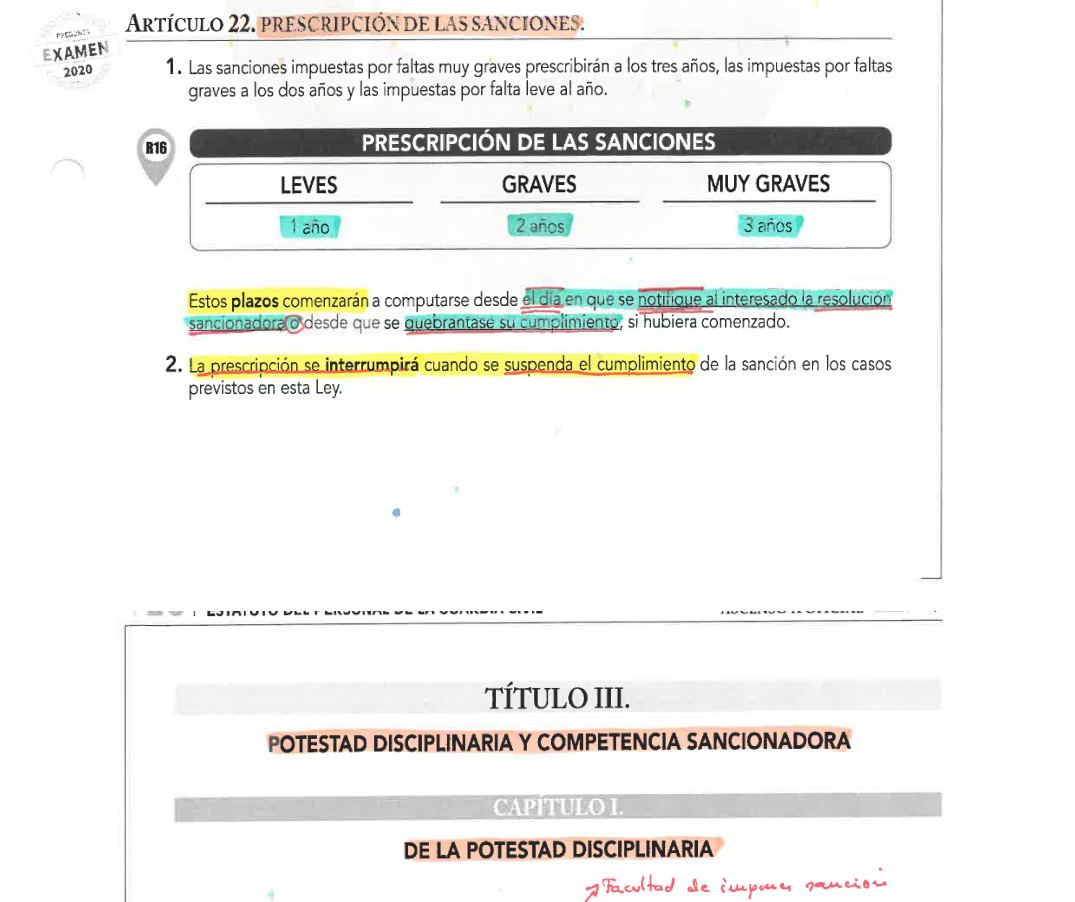 ARTÍCULO 22. PRESCRIPCIÓN DE LAS SANCIONES.
PREGUNTA
EXAMEN
2020
1. Las sanciones impuestas por faltas muy graves prescribirán a los tres años, las impuestas por faltas
graves a los dos años y las impuestas por falta leve al año.
R16
PRESCRIPCIÓN DE LAS SANCIONES
LEVES GRAVES MUY GRAVES
1 año 2 años 3 años
Estos plazos comenzarán a computarse desde el día en que se notifique al interesado la resolución
sancionadora o desde que se quebrantase su cumplimiento, si hubiera comenzado.
2. La prescripción se interrumpirá cuando se suspenda el cumplimiento de la sanción en los casos
previstos en esta Ley.
ESTATUTO DEL PERSONAL DE LA GUARDIA CIVIL ASCENSO A OFICIAL
TÍTULO III.
POTESTAD DISCIPLINARIA Y COMPETENCIA SANCIONADORA
CAPÍTULO I.
DE LA POTESTAD DISCIPLINARIA
Facultad de imponer sanción